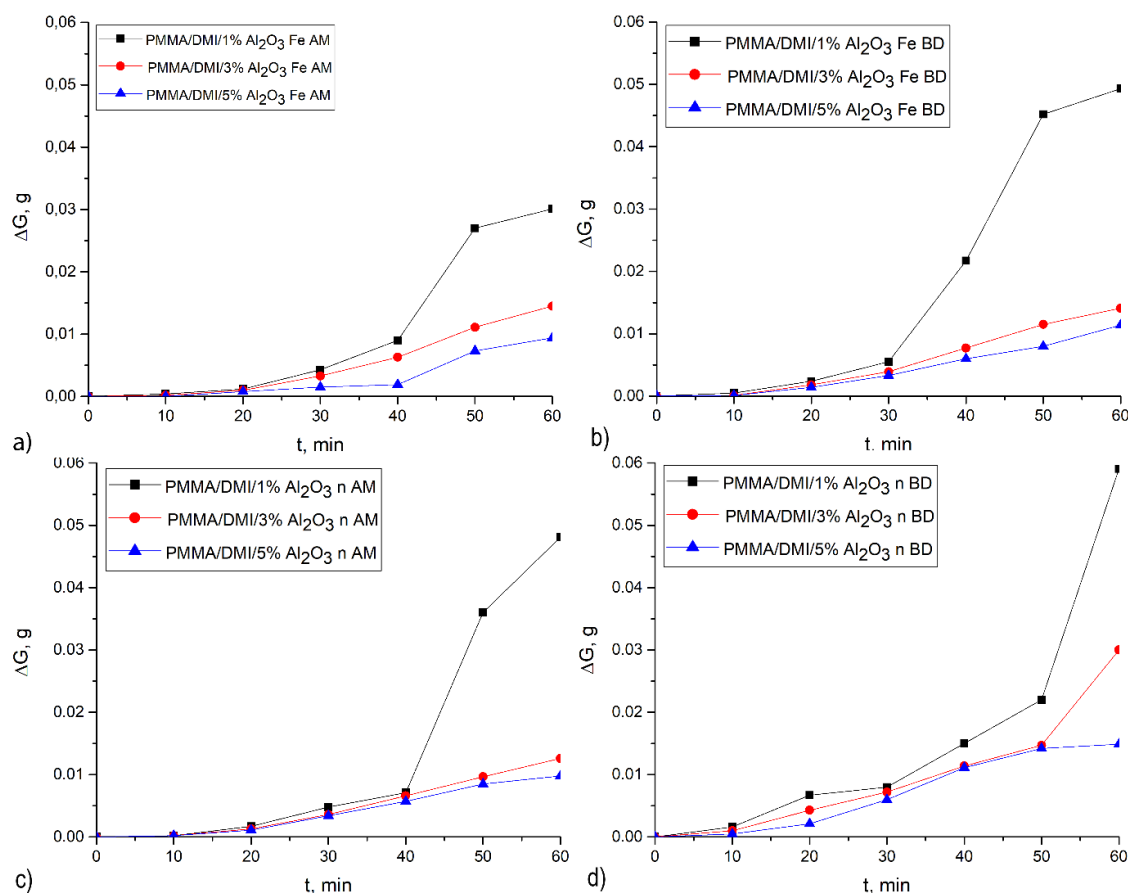 0,06
0,05
0,04
0,03
0,02
0,01
0,00
ΔG, g
PMMA/DMI/1% Al₂O₃ Fe AM
PMMA/DMI/3% Al₂O₃ Fe AM
PMMA/DMI/5% Al₂O₃ Fe AM
0 10 20 30 40 50 60
t, min
a)
0.06
0.05
0.04
0.03
0.02
0.01
0.00
ΔG, g
PMMA/DMI/1% Al₂O₃ Fe BD
PMMA/DMI/3% Al₂O₃ Fe BD
PMMA/DMI/5% Al₂O₃ Fe BD
0 10 20 30 40 50 60
t. min
b)
0.06
0.05
0.04
0.03
0.02
0.01
0.00
ΔG, g
PMMA/DMI/1% Al₂O₃ n AM
PMMA/DMI/3% Al₂O₃ n AM
PMMA/DMI/5% Al₂O₃ n AM
0 10 20 30 40 50 60
t, min
c)
0.06
0.05
0.04
0.03
0.02
0.01
0.00
ΔG, g
PMMA/DMI/1% Al₂O₃ n BD
PMMA/DMI/3% Al₂O₃ n BD
PMMA/DMI/5% Al₂O₃ n BD
0 10 20 30 40 50 60
t, min
d)